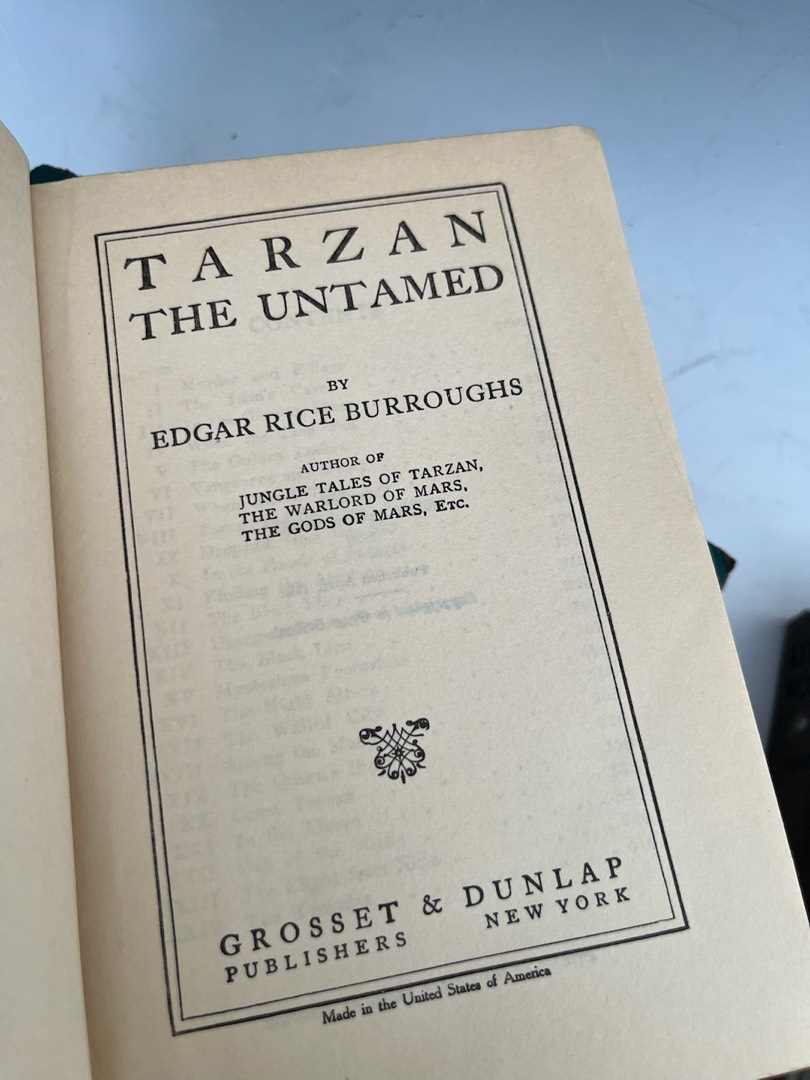 TARZAN
THE UNTAMED
BY
EDGAR RICE BURROUGHS
AUTHOR OF
JUNGLE TALES OF TARZAN,
THE WARLORD OF MARS,
THE GODS OF MARS, ETC.
GROSSET & DUNLAP
PUBLISHERS NEW YORK
Made in the United States of America